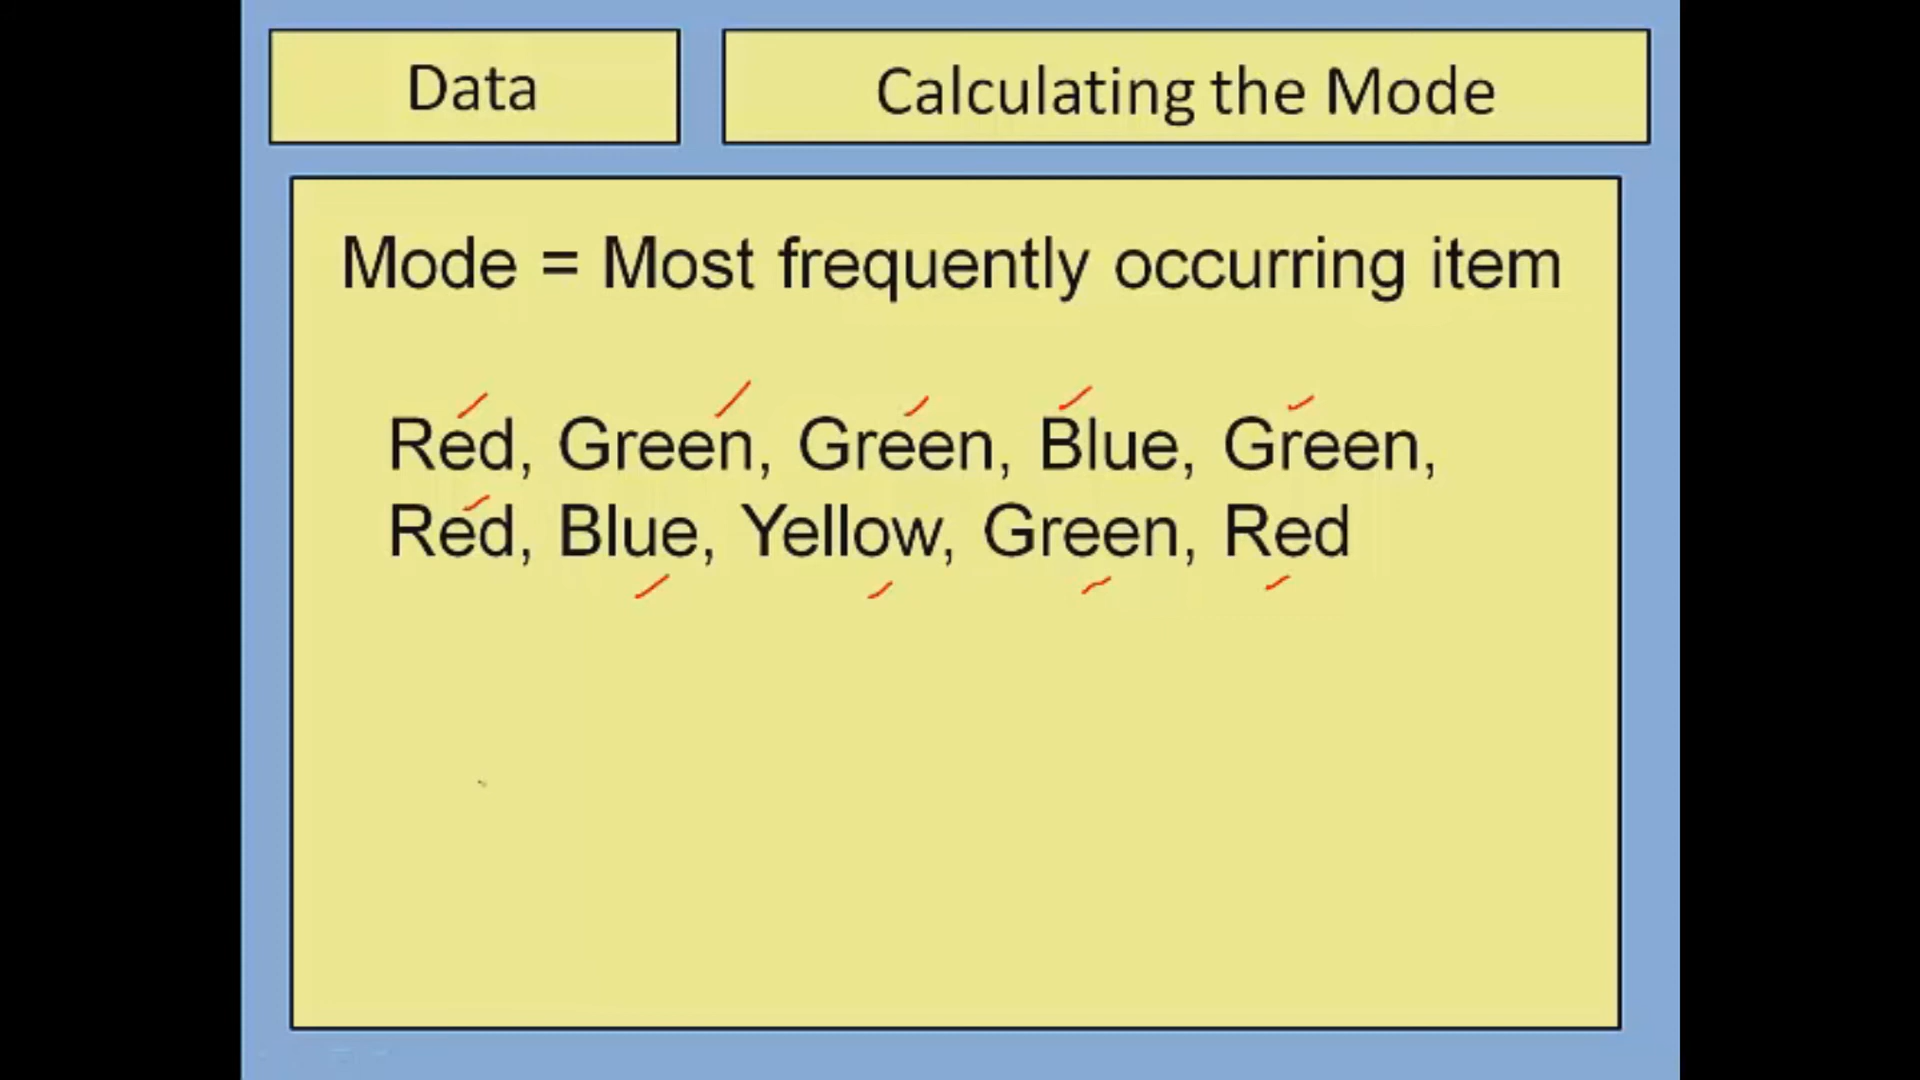 Data
Calculating the Mode
Mode = Most frequently occurring item
Red, Green, Green, Blue, Green,
Red, Blue, Yellow, Green, Red